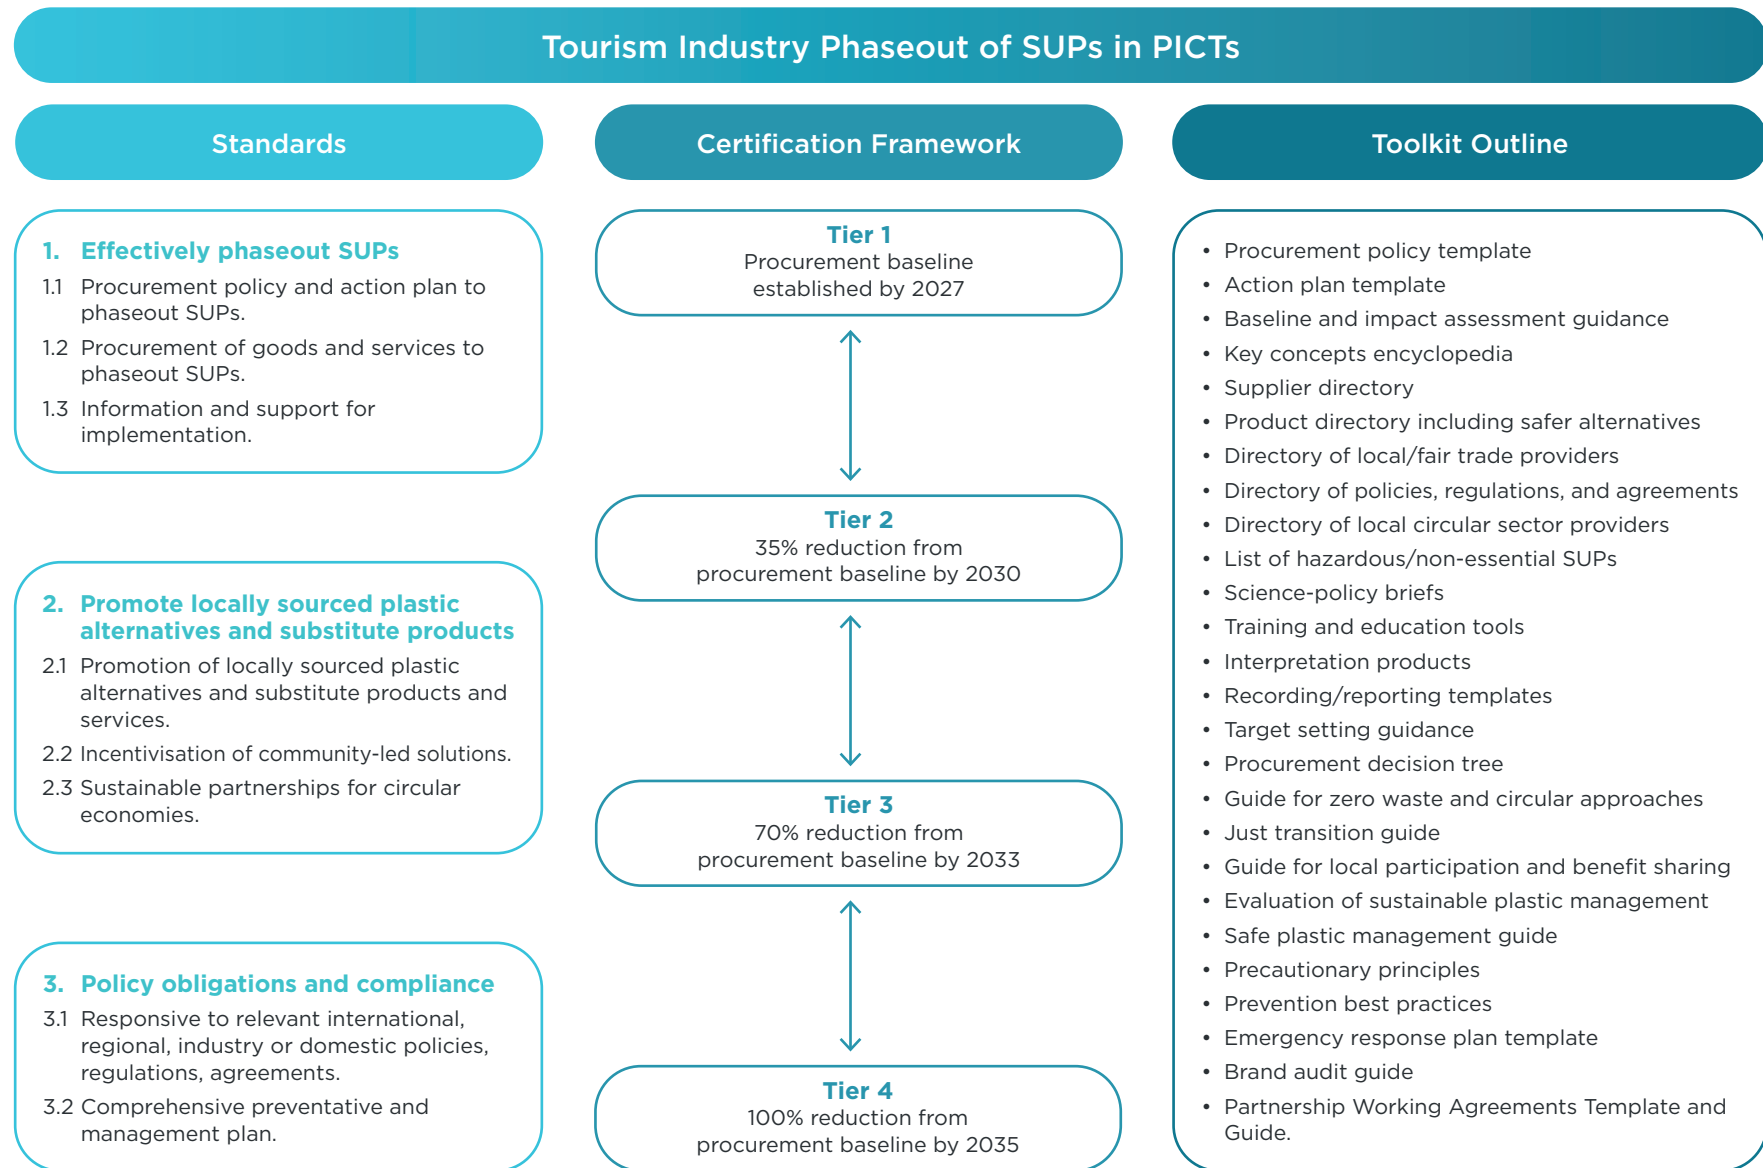 Tourism Industry Phaseout of SUPs in PICTs
Standards
1. Effectively phaseout SUPs
1.1 Procurement policy and action plan to
phaseout SUPs.
1.2 Procurement of goods and services to
phaseout SUPs.
1.3 Information and support for
implementation.
2. Promote locally sourced plastic
alternatives and substitute products
2.1 Promotion of locally sourced plastic
alternatives and substitute products and
services.
2.2 Incentivisation of community-led solutions.
2.3 Sustainable partnerships for circular
economies.
3. Policy obligations and compliance
3.1 Responsive to relevant international,
regional, industry or domestic policies,
regulations, agreements.
3.2 Comprehensive preventative and
management plan.
Certification Framework
Tier 1
Procurement baseline
established by 2027
Tier 2
35% reduction from
procurement baseline by 2030
Tier 3
70% reduction from
procurement baseline by 2033
Tier 4
100% reduction from
procurement baseline by 2035
Toolkit Outline
• Procurement policy template
• Action plan template
• Baseline and impact assessment guidance
• Key concepts encyclopedia
• Supplier directory
• Product directory including safer alternatives
• Directory of local/fair trade providers
• Directory of policies, regulations, and agreements
• Directory of local circular sector providers
• List of hazardous/non-essential SUPs
• Science-policy briefs
• Training and education tools
• Interpretation products
• Recording/reporting templates
• Target setting guidance
• Procurement decision tree
• Guide for zero waste and circular approaches
• Just transition guide
• Guide for local participation and benefit sharing
• Evaluation of sustainable plastic management
• Safe plastic management guide
• Precautionary principles
• Prevention best practices
• Emergency response plan template
• Brand audit guide
• Partnership Working Agreements Template and
Guide.